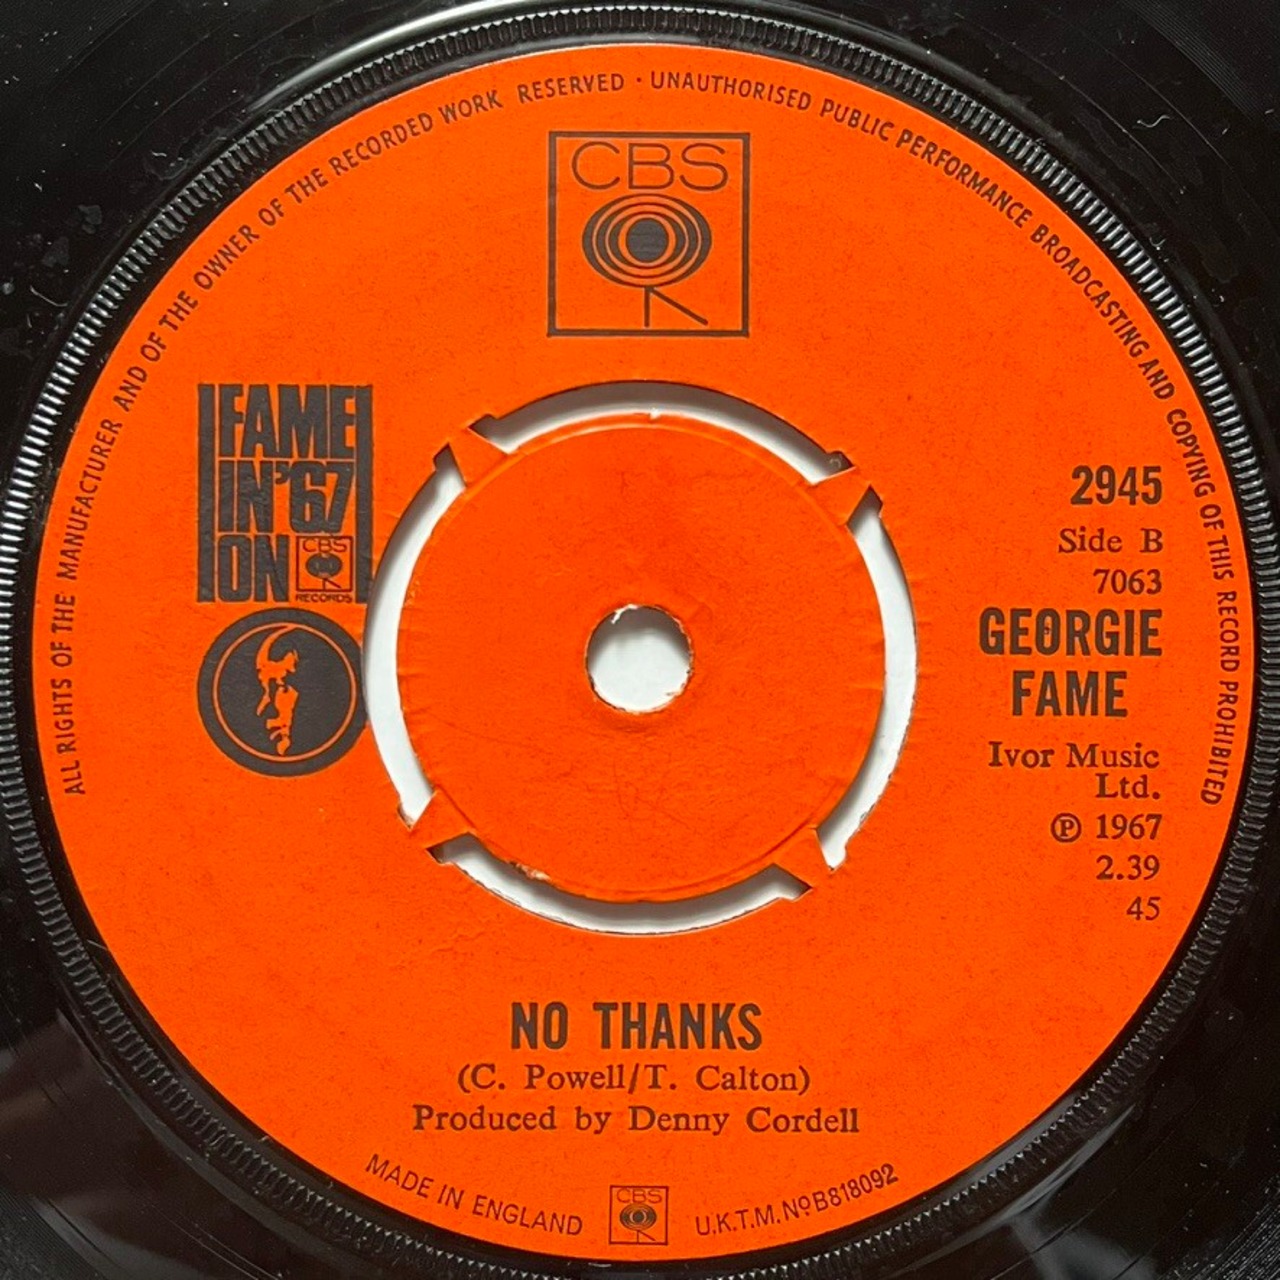 ALL RIGHTS OF THE MANUFACTURER AND OF THE OWNER OF THE RECORDED WORK RESERVED · UNAUTHORISED PUBLIC PERFORMANCE BROADCASTING AND COPYING OF THIS RECORD PROHIBITED
CBS
FAME
IN '67
ON
CBS
RECORDS
2945
Side B
7063
GEORGIE
FAME
Ivor Music
Ltd.
℗ 1967
2.39
45
NO THANKS
(C. Powell/T. Calton)
Produced by Denny Cordell
MADE IN ENGLAND
CBS
U.K.T.M. Nº B818092